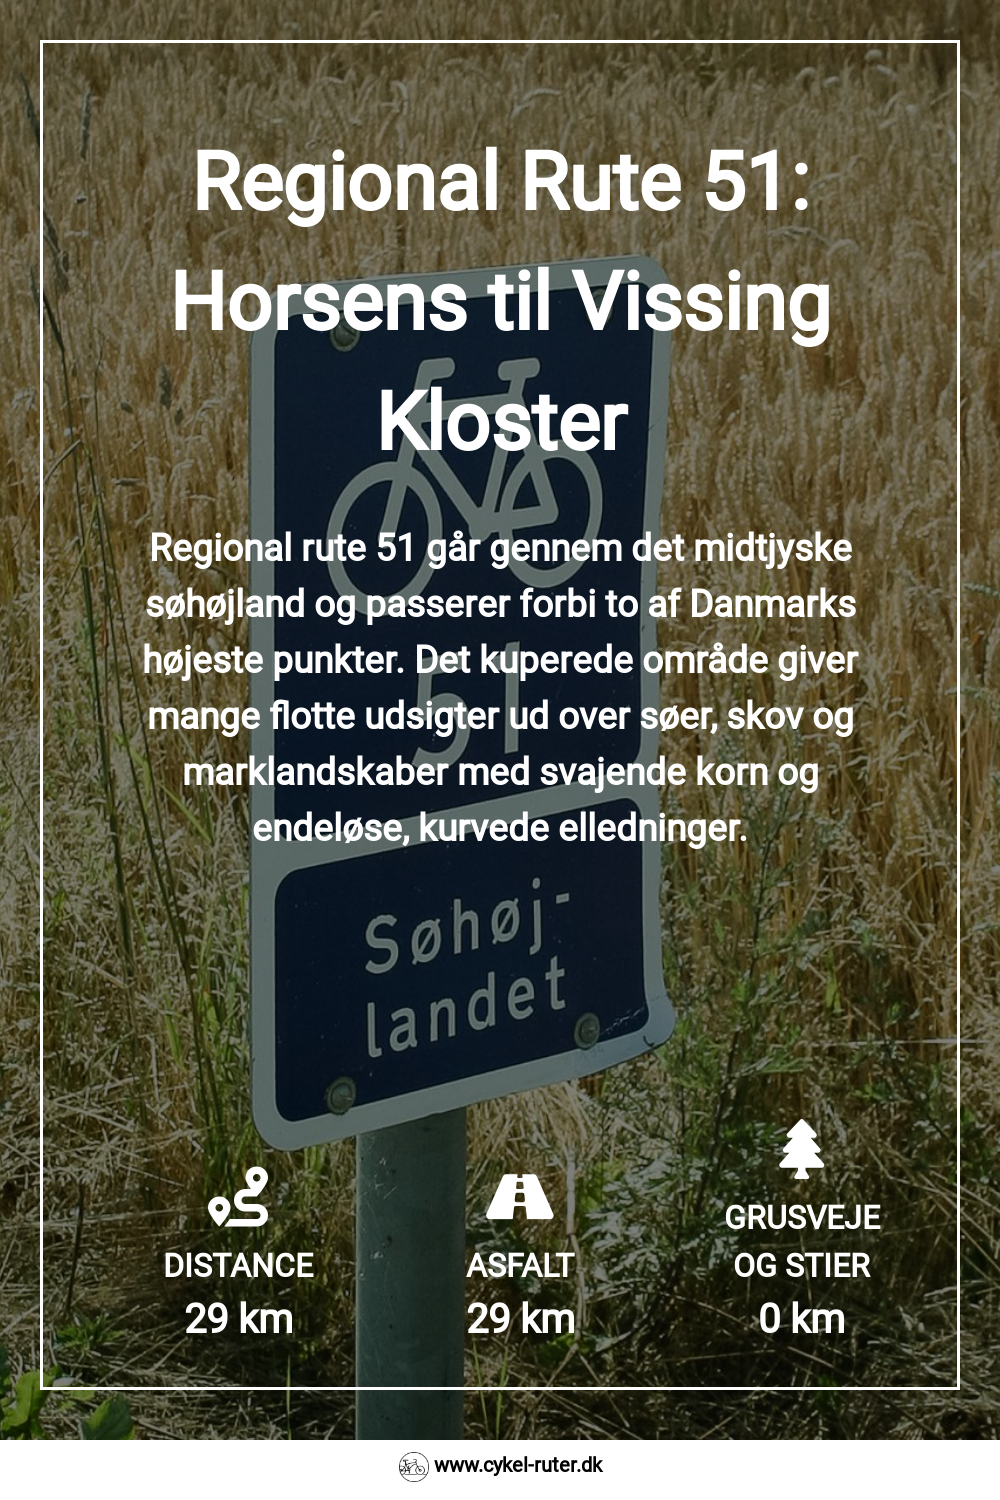 Regional Rute 51:
Horsens til Vissing
Kloster
Regional rute 51 går gennem det midtjyske
søhøjland og passerer forbi to af Danmarks
højeste punkter. Det kuperede område giver
mange flotte udsigter ud over søer, skov og
marklandskaber med svajende korn og
endeløse, kurvede elledninger.
51
Søhøj-
landet
DISTANCE
29 km
ASFALT
29 km
GRUSVEJE
OG STIER
0 km
www.cykel-ruter.dk